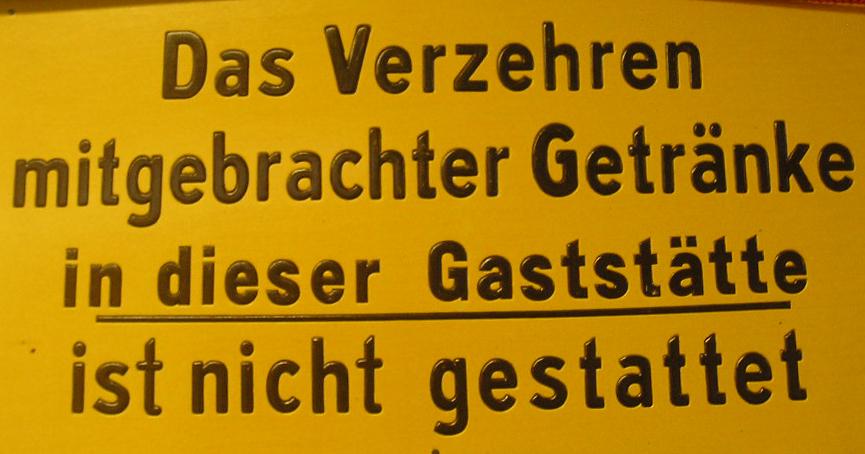 Das Verzehren
mitgebrachter Getränke
in dieser Gaststätte
ist nicht gestattet